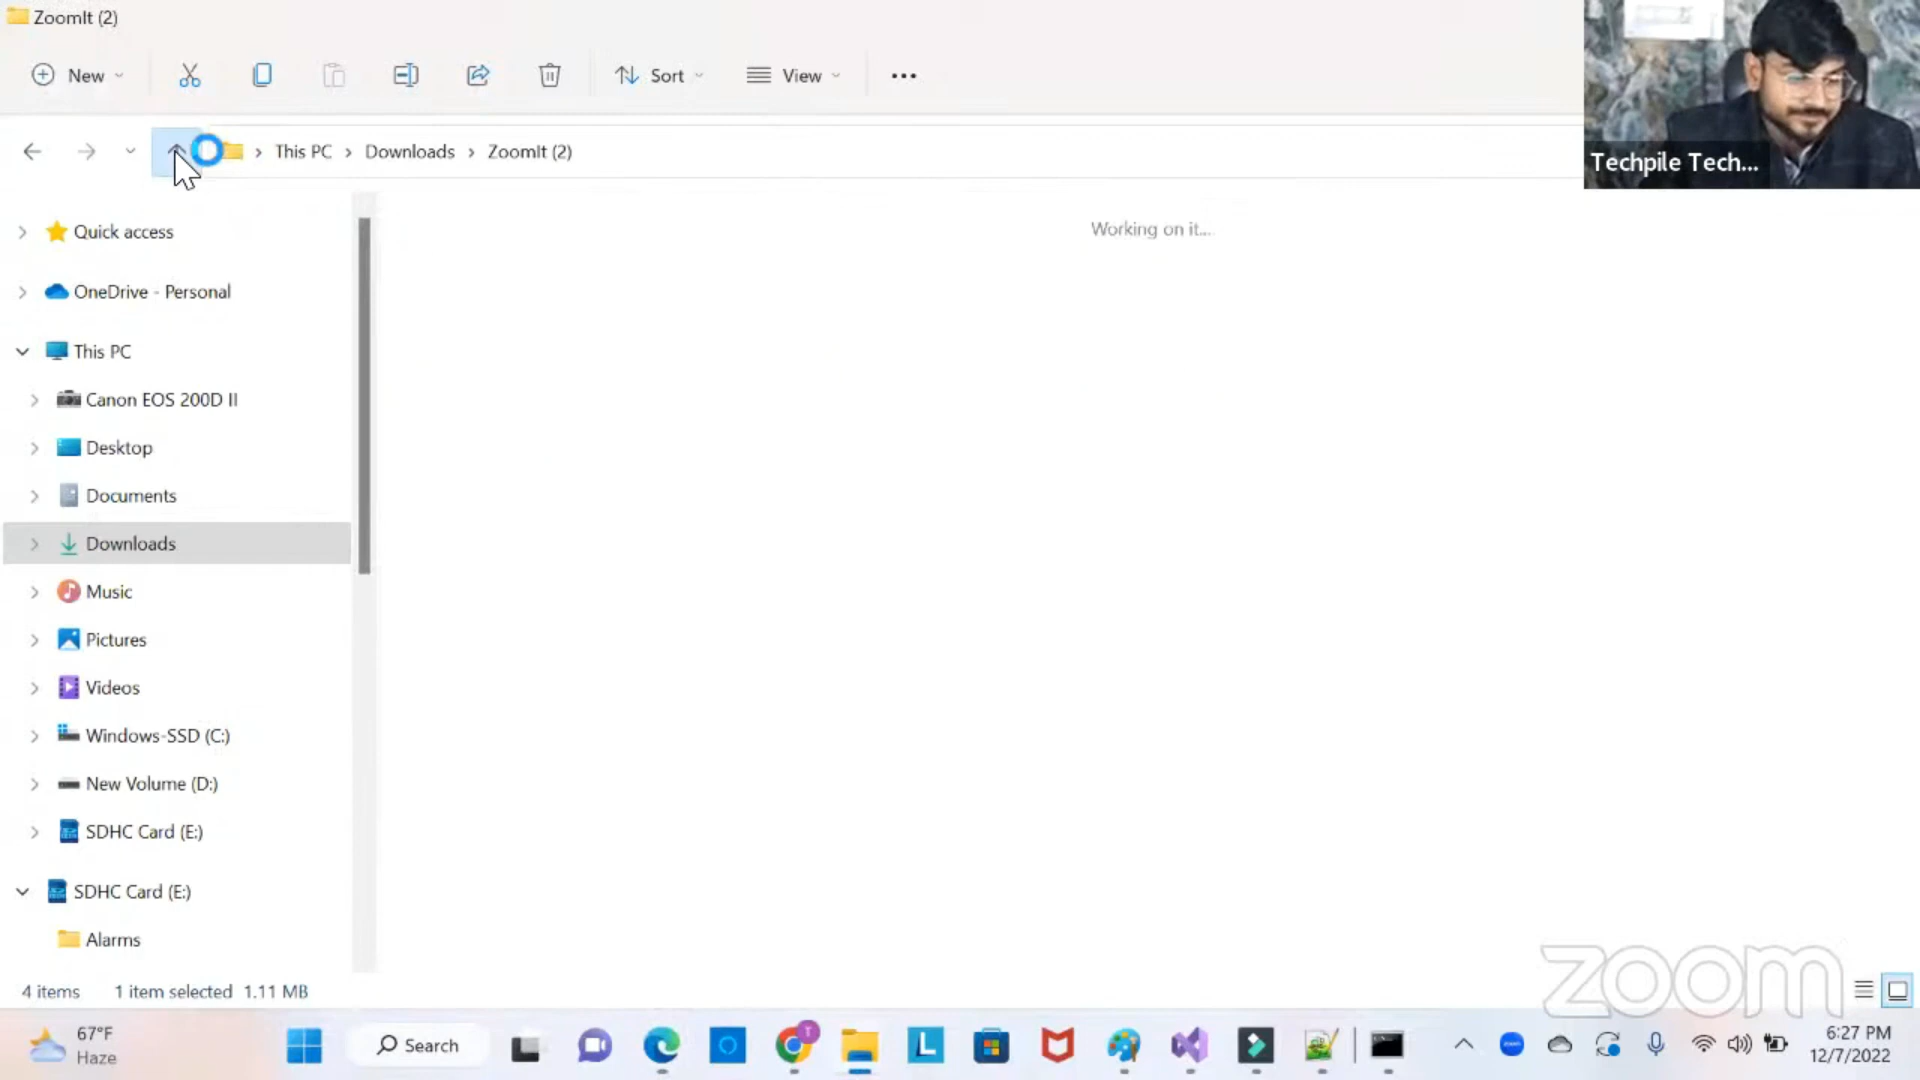 ZoomIt (2)
New
Sort
View
This PC
Downloads
ZoomIt (2)
Techpile Tech...
Working on it...
Quick access
OneDrive - Personal
This PC
Canon EOS 200D II
Desktop
Documents
Downloads
Music
Pictures
Videos
Windows-SSD (C:)
New Volume (D:)
SDHC Card (E:)
SDHC Card (E:)
Alarms
4 items 1 item selected 1.11 MB
zoom
67°F
Haze
Search
T
L
6:27 PM
12/7/2022